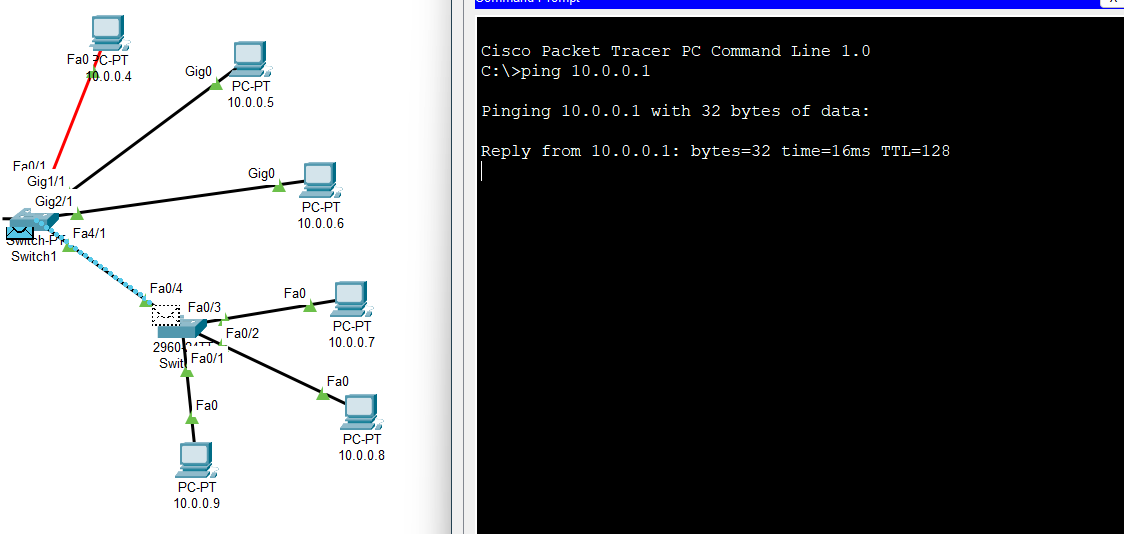 Fa0
C-PT
10.0.0.4
Gig0
PC-PT
10.0.0.5
Fa0/1
Gig1/1
Gig2/1
Gig0
PC-PT
10.0.0.6
Switch-PT
Switch1
Fa4/1
Fa0/4
Fa0/3
Fa0/2
Fa0/1
Fa0
PC-PT
10.0.0.7
Fa0
PC-PT
10.0.0.8
Fa0
PC-PT
10.0.0.9
Command Prompt
X
Cisco Packet Tracer PC Command Line 1.0
C:\>ping 10.0.0.1
Pinging 10.0.0.1 with 32 bytes of data:
Reply from 10.0.0.1: bytes=32 time=16ms TTL=128